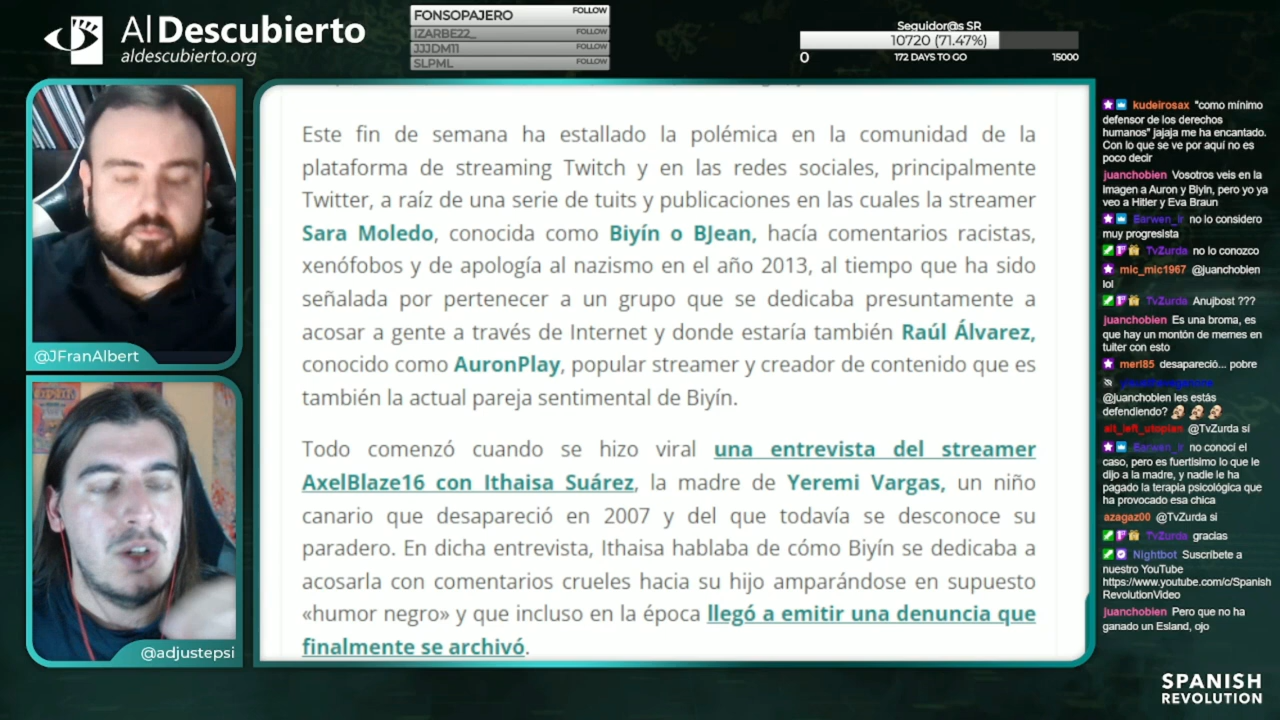 Al Descubierto
aldescubierto.org
FONSOPAJERO FOLLOW
IZARBE22_ FOLLOW
JJJDM11 FOLLOW
SLPML FOLLOW
Seguidor@s SR
10720 (71.47%)
0 172 DAYS TO GO 15000
@JFranAlbert
@adjustepsi
Este fin de semana ha estallado la polémica en la comunidad de la
plataforma de streaming Twitch y en las redes sociales, principalmente
Twitter, a raíz de una serie de tuits y publicaciones en las cuales la streamer
Sara Moledo, conocida como Biyín o BJean, hacía comentarios racistas,
xenófobos y de apología al nazismo en el año 2013, al tiempo que ha sido
señalada por pertenecer a un grupo que se dedicaba presuntamente a
acosar a gente a través de Internet y donde estaría también Raúl Álvarez,
conocido como AuronPlay, popular streamer y creador de contenido que es
también la actual pareja sentimental de Biyín.
Todo comenzó cuando se hizo viral una entrevista del streamer
AxelBlaze16 con Ithaisa Suárez, la madre de Yeremi Vargas, un niño
canario que desapareció en 2007 y del que todavía se desconoce su
paradero. En dicha entrevista, Ithaisa hablaba de cómo Biyín se dedicaba a
acosarla con comentarios crueles hacia su hijo amparándose en supuesto
«humor negro» y que incluso en la época llegó a emitir una denuncia que
finalmente se archivó.
kudeirosax "como mínimo
defensor de los derechos
humanos" jajaja me ha encantado.
Con lo que se ve por aquí no es
poco decir
juanchobien Vosotros veis en la
imagen a Auron y Biyin, pero yo ya
veo a Hitler y Eva Braun
Earwen_ir no lo considero
muy progresista
TvZurda no lo conozco
mic_mic1967 @juanchobien
lol
TvZurda Anujbost ???
juanchobien Es una broma, es
que hay un montón de memes en
tuiter con esto
merl85 desapareció... pobre
@juanchobien les estás
defendiendo?
alt_left_utopian @TvZurda sí
Earwen_ir no conocí el
caso, pero es fuertísimo lo que le
dijo a la madre, y nadie le ha
pagado la terapia psicológica que
ha provocado esa chica
azagaz00 @TvZurda si
TvZurda gracias
Nightbot Suscríbete a
nuestro YouTube
https://www.youtube.com/c/Spanish
RevolutionVideo
juanchobien Pero que no ha
ganado un Esland, ojo
SPANISH
REVOLUTION